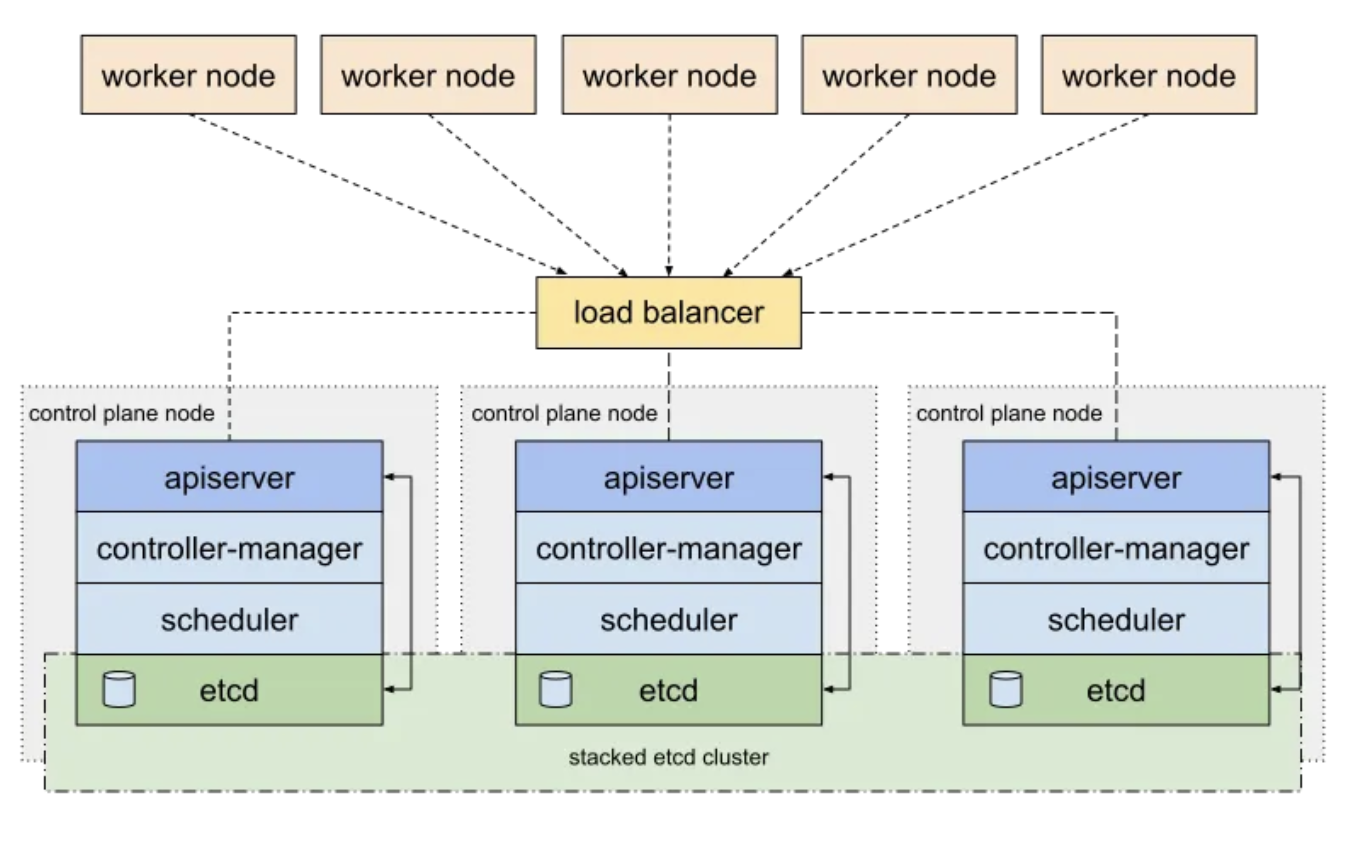 worker node
worker node
worker node
worker node
worker node
load balancer
control plane node
control plane node
control plane node
apiserver
apiserver
apiserver
controller-manager
controller-manager
controller-manager
scheduler
scheduler
scheduler
etcd
etcd
etcd
stacked etcd cluster